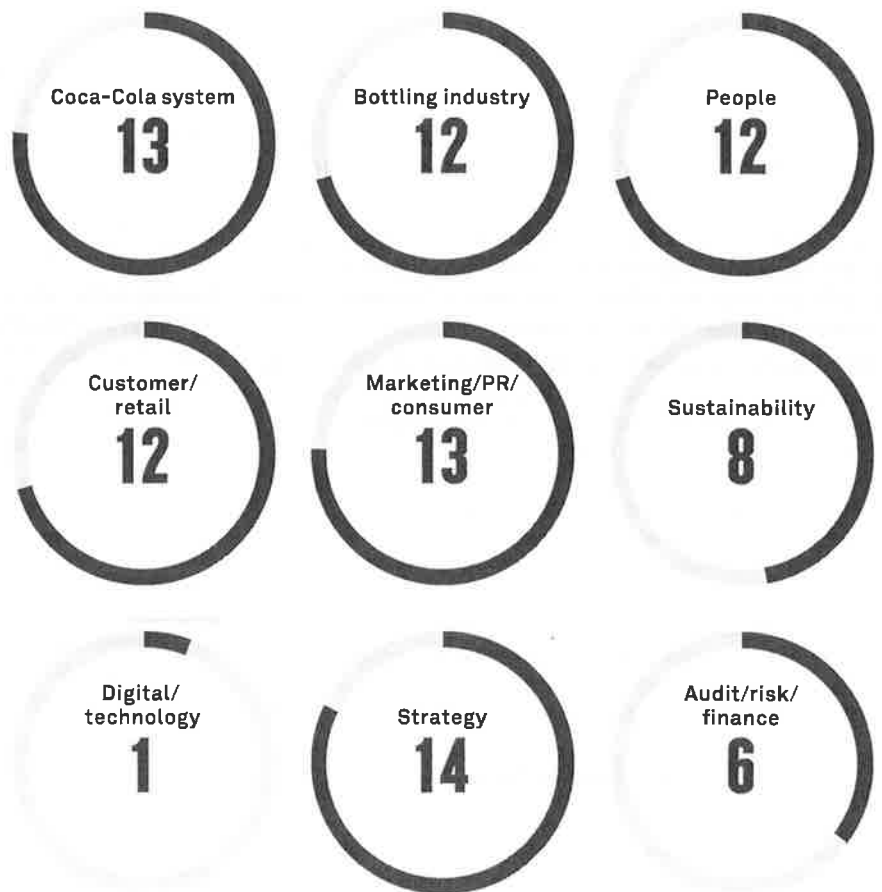 Coca-Cola system
13
Bottling industry
12
People
12
Customer/
retail
12
Marketing/PR/
consumer
13
Sustainability
8
Digital/
technology
1
Strategy
14
Audit/risk/
finance
6